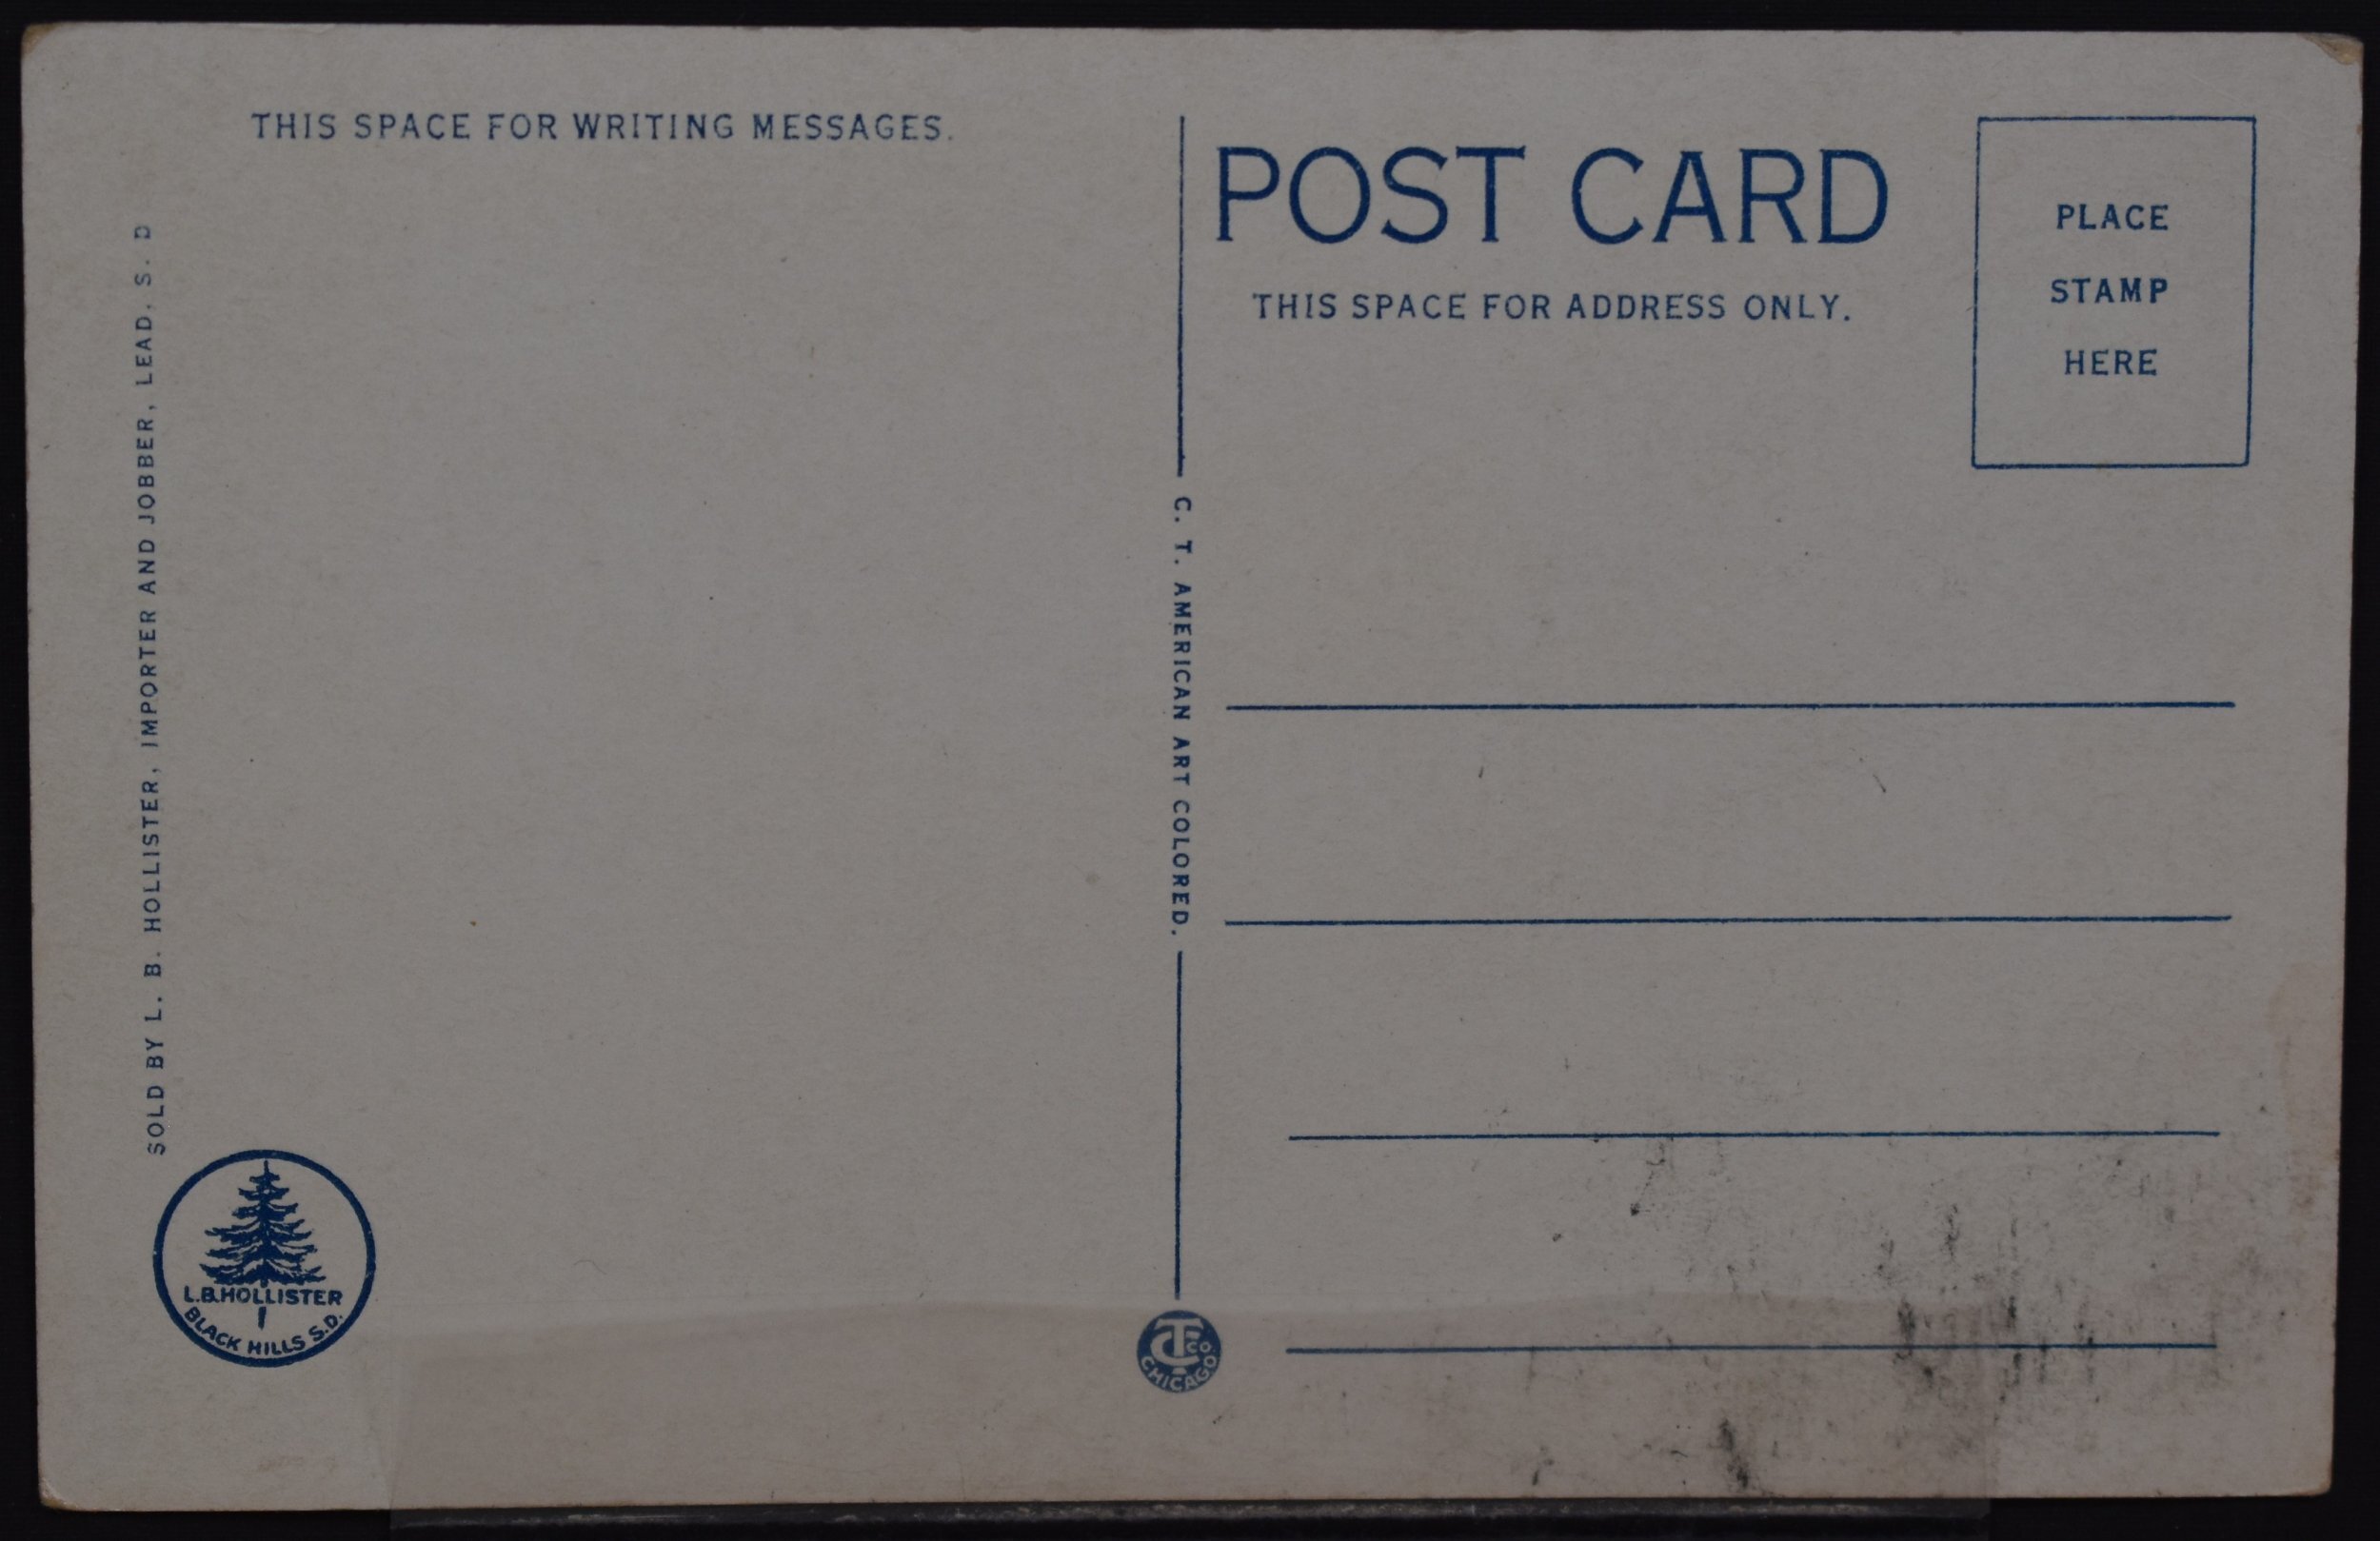 THIS SPACE FOR WRITING MESSAGES.
SOLD BY L. B. HOLLISTER, IMPORTER AND JOBBER, LEAD, S. D
L.B.HOLLISTER
BLACK HILLS S.D.
C. T. AMERICAN ART COLORED.
CT CO.
CHICAGO
POST CARD
THIS SPACE FOR ADDRESS ONLY.
PLACE
STAMP
HERE